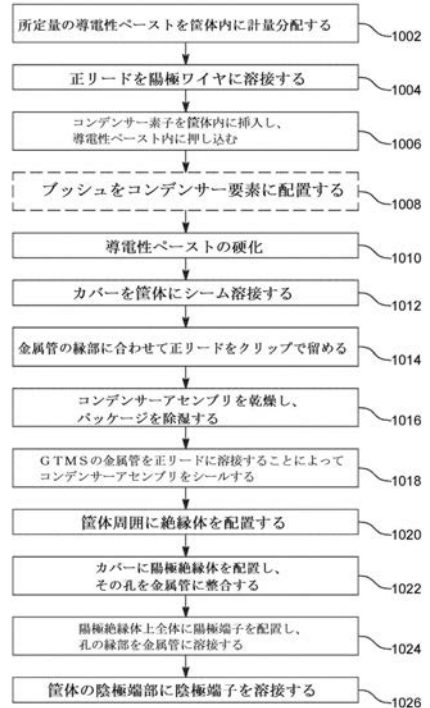 所定量の導電性ペーストを筐体内に計量分配する
1002
正リードを陽極ワイヤに溶接する
1004
コンデンサー素子を筐体内に挿入し、
導電性ペースト内に押し込む
1006
ブッシュをコンデンサー要素に配置する
1008
導電性ペーストの硬化
1010
カバーを筐体にシーム溶接する
1012
金属管の縁部に合わせて正リードをクリップで留める
1014
コンデンサーアセンブリを乾燥し、
パッケージを除湿する
1016
GTMSの金属管を正リードに溶接することによって
コンデンサーアセンブリをシールする
1018
筐体周囲に絶縁体を配置する
1020
カバーに陽極絶縁体を配置し、
その孔を金属管に整合する
1022
陽極絶縁体上全体に陽極端子を配置し、
孔の縁部を金属管に溶接する
1024
筐体の陰極端部に陰極端子を溶接する
1026